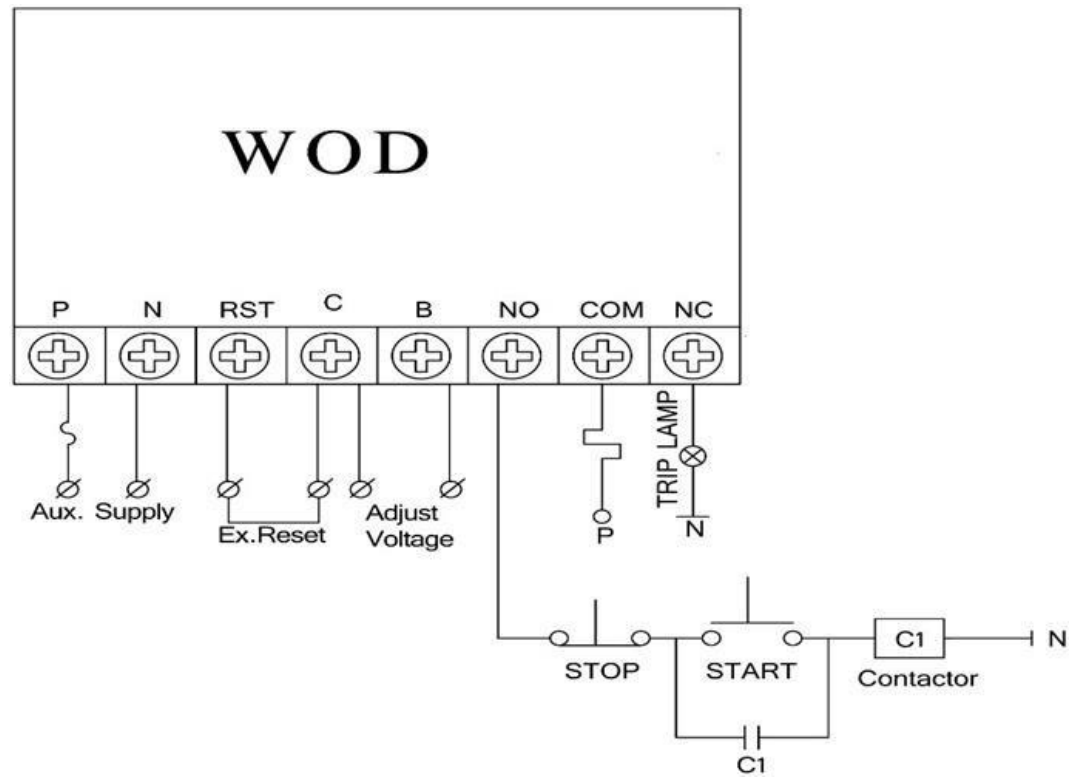 WOD
P N RST C B NO COM NC
TRIP LAMP
Aux. Supply
Ex.Reset
Adjust
Voltage
P
N
STOP
START
C1
N
Contactor
C1